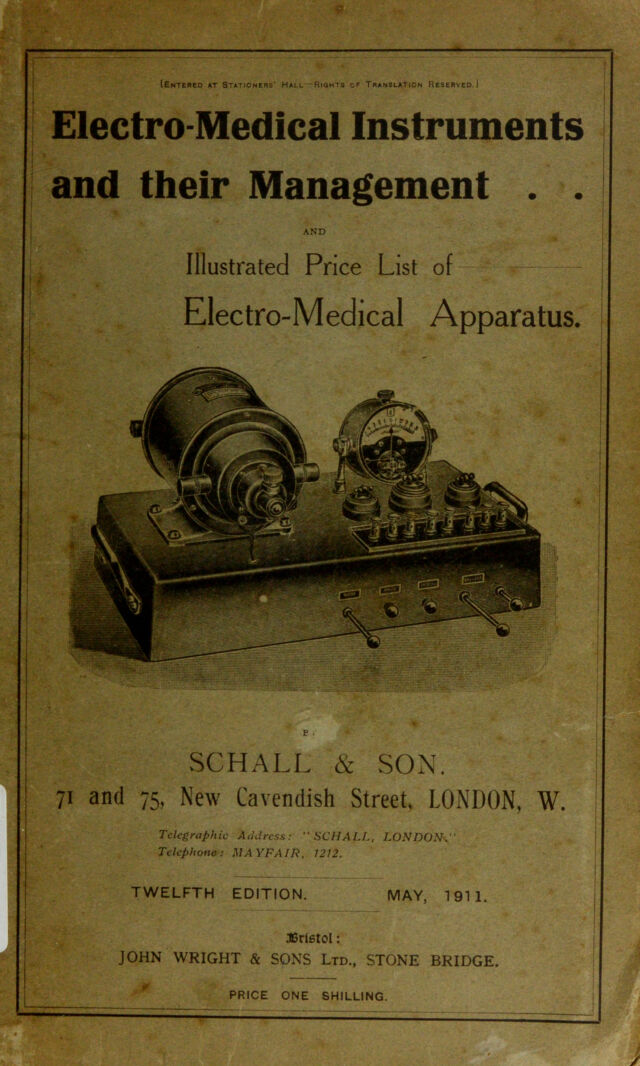 [Entered at Stationers' Hall—Rights of Translation Reserved.]
Electro-Medical Instruments
and their Management . .
AND
Illustrated Price List of
Electro-Medical Apparatus.
SCHALL & SON.
71 and 75, New Cavendish Street, LONDON, W.
Telegraphic Address: "SCHALL, LONDON."
Telephone: MAYFAIR, 1212.
TWELFTH EDITION. MAY, 1911.
Bristol:
JOHN WRIGHT & SONS LTD., STONE BRIDGE.
PRICE ONE SHILLING.